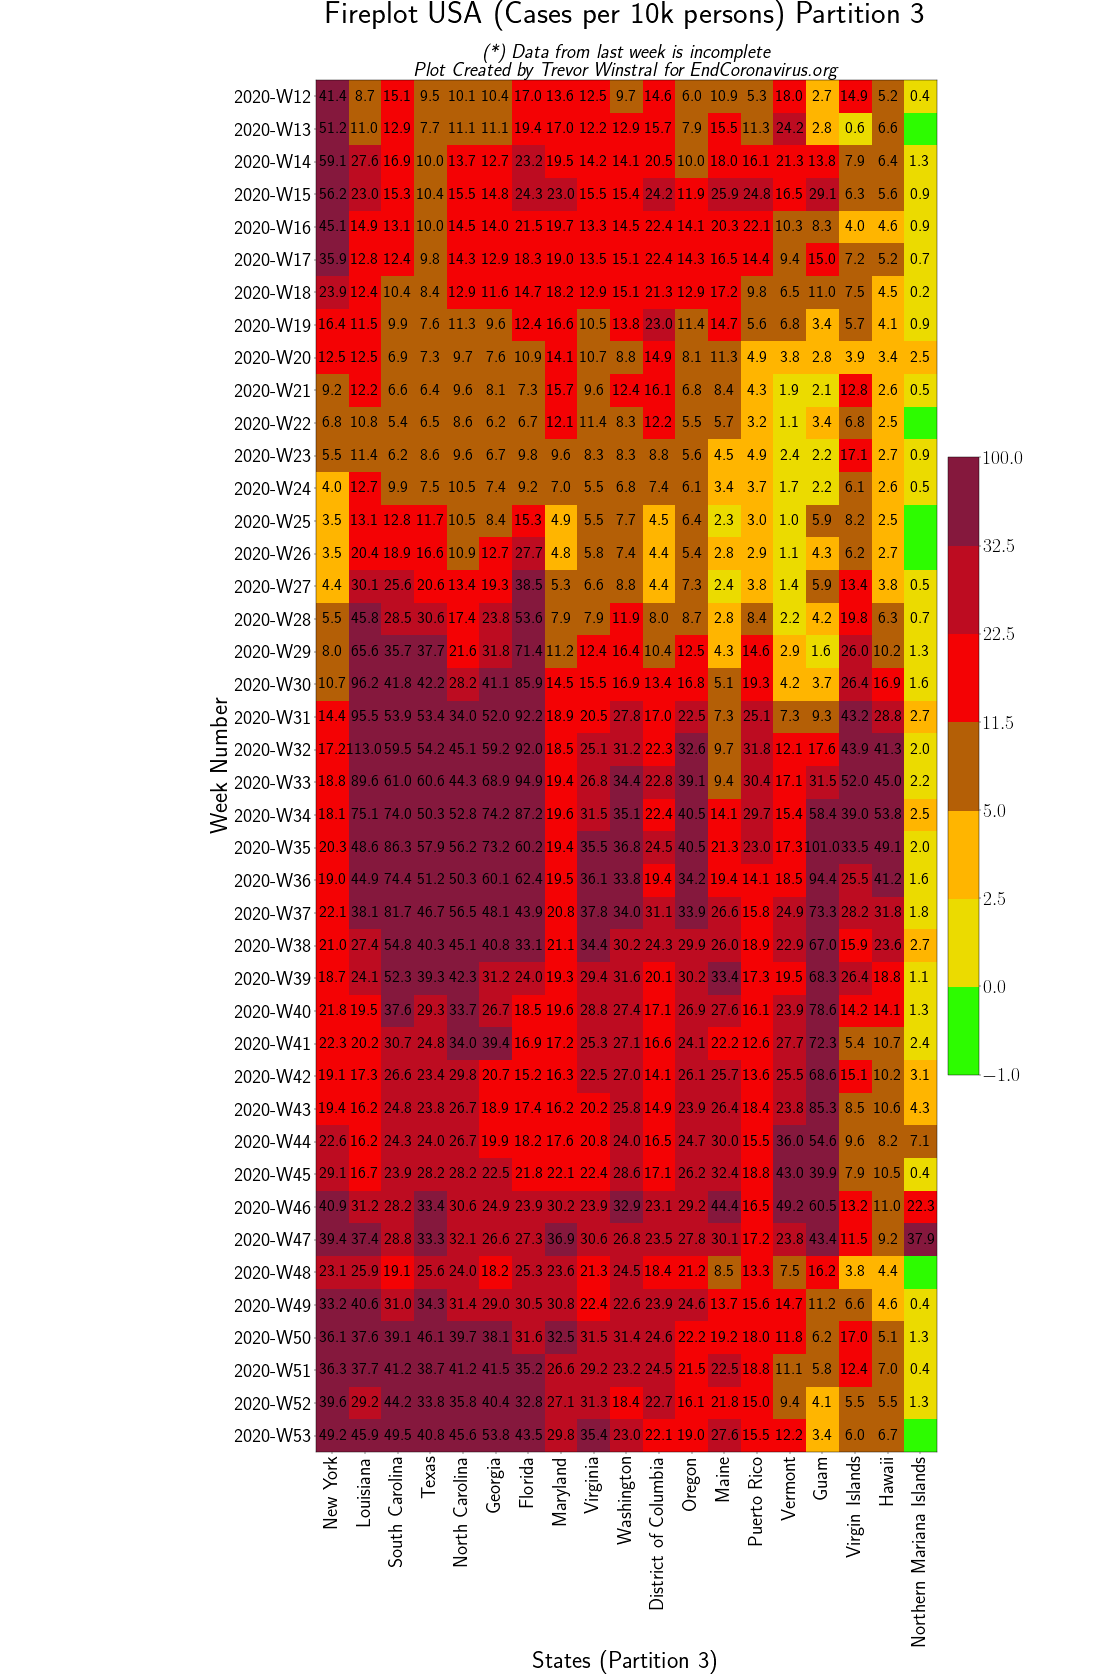 Fireplot USA (Cases per 10k persons) Partition 3
(*) Data from last week is incomplete
Plot Created by Trevor Winstral for EndCoronavirus.org
2020-W12 41.4 8.7 15.1 9.5 10.1 10.4 17.0 13.6 12.5 9.7 14.6 6.0 10.9 5.3 18.0 2.7 14.9 5.2 0.4
2020-W13 51.2 11.0 12.9 7.7 11.1 11.1 19.4 17.0 12.2 12.9 15.7 7.9 15.5 11.3 24.2 2.8 0.6 6.6
2020-W14 59.1 27.6 16.9 10.0 13.7 12.7 23.2 19.5 14.2 14.1 20.5 10.0 18.0 16.1 21.3 13.8 7.9 6.4 1.3
2020-W15 56.2 23.0 15.3 10.4 15.5 14.8 24.3 23.0 15.5 15.4 24.2 11.9 25.9 24.8 16.5 29.1 6.3 5.6 0.9
2020-W16 45.1 14.9 13.1 10.0 14.5 14.0 21.5 19.7 13.3 14.5 22.4 14.1 20.3 22.1 10.3 8.3 4.0 4.6 0.9
2020-W17 35.9 12.8 12.4 9.8 14.3 12.9 18.3 19.0 13.5 15.1 22.4 14.3 16.5 14.4 9.4 15.0 7.2 5.2 0.7
2020-W18 23.9 12.4 10.4 8.4 12.9 11.6 14.7 18.2 12.9 15.1 21.3 12.9 17.2 9.8 6.5 11.0 7.5 4.5 0.2
2020-W19 16.4 11.5 9.9 7.6 11.3 9.6 12.4 16.6 10.5 13.8 23.0 11.4 14.7 5.6 6.8 3.4 5.7 4.1 0.9
2020-W20 12.5 12.5 6.9 7.3 9.7 7.6 10.9 14.1 10.7 8.8 14.9 8.1 11.3 4.9 3.8 2.8 3.9 3.4 2.5
2020-W21 9.2 12.2 6.6 6.4 9.6 8.1 7.3 15.7 9.6 12.4 16.1 6.8 8.4 4.3 1.9 2.1 12.8 2.6 0.5
2020-W22 6.8 10.8 5.4 6.5 8.6 6.2 6.7 12.1 11.4 8.3 12.2 5.5 5.7 3.2 1.1 3.4 6.8 2.5
2020-W23 5.5 11.4 6.2 8.6 9.6 6.7 9.8 9.6 8.3 8.3 8.8 5.6 4.5 4.9 2.4 2.2 17.1 2.7 0.9
2020-W24 4.0 12.7 9.9 7.5 10.5 7.4 9.2 7.0 5.5 6.8 7.4 6.1 3.4 3.7 1.7 2.2 6.1 2.6 0.5
2020-W25 3.5 13.1 12.8 11.7 10.5 8.4 15.3 4.9 5.5 7.7 4.5 6.4 2.3 3.0 1.0 5.9 8.2 2.5
2020-W26 3.5 20.4 18.9 16.6 10.9 12.7 27.7 4.8 5.8 7.4 4.4 5.4 2.8 2.9 1.1 4.3 6.2 2.7
2020-W27 4.4 30.1 25.6 20.6 13.4 19.3 38.5 5.3 6.6 8.8 4.4 7.3 2.4 3.8 1.4 5.9 13.4 3.8 0.5
2020-W28 5.5 45.8 28.5 30.6 17.4 23.8 53.6 7.9 7.9 11.9 8.0 8.7 2.8 8.4 2.2 4.2 19.8 6.3 0.7
2020-W29 8.0 65.6 35.7 37.7 21.6 31.8 71.4 11.2 12.4 16.4 10.4 12.5 4.3 14.6 2.9 1.6 26.0 10.2 1.3
2020-W30 10.7 96.2 41.8 42.2 28.2 41.1 85.9 14.5 15.5 16.9 13.4 16.8 5.1 19.3 4.2 3.7 26.4 16.9 1.6
2020-W31 14.4 95.5 53.9 53.4 34.0 52.0 92.2 18.9 20.5 27.8 17.0 22.5 7.3 25.1 7.3 9.3 43.2 28.8 2.7
2020-W32 17.2 113.0 59.5 54.2 45.1 59.2 92.0 18.5 25.1 31.2 22.3 32.6 9.7 31.8 12.1 17.6 43.9 41.3 2.0
2020-W33 18.8 89.6 61.0 60.6 44.3 68.9 94.9 19.4 26.8 34.4 22.8 39.1 9.4 30.4 17.1 31.5 52.0 45.0 2.2
2020-W34 18.1 75.1 74.0 50.3 52.8 74.2 87.2 19.6 31.5 35.1 22.4 40.5 14.1 29.7 15.4 58.4 39.0 53.8 2.5
2020-W35 20.3 48.6 86.3 57.9 56.2 73.2 60.2 19.4 35.5 36.8 24.5 40.5 21.3 23.0 17.3 101.0 33.5 49.1 2.0
2020-W36 19.0 44.9 74.4 51.2 50.3 60.1 62.4 19.5 36.1 33.8 19.4 34.2 19.4 14.1 18.5 94.4 25.5 41.2 1.6
2020-W37 22.1 38.1 81.7 46.7 56.5 48.1 43.9 20.8 37.8 34.0 31.1 33.9 26.6 15.8 24.9 73.3 28.2 31.8 1.8
2020-W38 21.0 27.4 54.8 40.3 45.1 40.8 33.1 21.1 34.4 30.2 24.3 29.9 26.0 18.9 22.9 67.0 15.9 23.6 2.7
2020-W39 18.7 24.1 52.3 39.3 42.3 31.2 24.0 19.3 29.4 31.6 20.1 30.2 33.4 17.3 19.5 68.3 26.4 18.8 1.1
2020-W40 21.8 19.5 37.6 29.3 33.7 26.7 18.5 19.6 28.8 27.4 17.1 26.9 27.6 16.1 23.9 78.6 14.2 14.1 1.3
2020-W41 22.3 20.2 30.7 24.8 34.0 39.4 16.9 17.2 25.3 27.1 16.6 24.1 22.2 12.6 27.7 72.3 5.4 10.7 2.4
2020-W42 19.1 17.3 26.6 23.4 29.8 20.7 15.2 16.3 22.5 27.0 14.1 26.1 25.7 13.6 25.5 68.6 15.1 10.2 3.1
2020-W43 19.4 16.2 24.8 23.8 26.7 18.9 17.4 16.2 20.2 25.8 14.9 23.9 26.4 18.4 23.8 85.3 8.5 10.6 4.3
2020-W44 22.6 16.2 24.3 24.0 26.7 19.9 18.2 17.6 20.8 24.0 16.5 24.7 30.0 15.5 36.0 54.6 9.6 8.2 7.1
2020-W45 29.1 16.7 23.9 28.2 28.2 22.5 21.8 22.1 22.4 28.6 17.1 26.2 32.4 18.8 43.0 39.9 7.9 10.5 0.4
2020-W46 40.9 31.2 28.2 33.4 30.6 24.9 23.9 30.2 23.9 32.9 23.1 29.2 44.4 16.5 49.2 60.5 13.2 11.0 22.3
2020-W47 39.4 37.4 28.8 33.3 32.1 26.6 27.3 36.9 30.6 26.8 23.5 27.8 30.1 17.2 23.8 43.4 11.5 9.2 37.9
2020-W48 23.1 25.9 19.1 25.6 24.0 18.2 25.3 23.6 21.3 24.5 18.4 21.2 8.5 13.3 7.5 16.2 3.8 4.4
2020-W49 33.2 40.6 31.0 34.3 31.4 29.0 30.5 30.8 22.4 22.6 23.9 24.6 13.7 15.6 14.7 11.2 6.6 4.6 0.4
2020-W50 36.1 37.6 39.1 46.1 39.7 38.1 31.6 32.5 31.5 31.4 24.6 22.2 19.2 18.0 11.8 6.2 17.0 5.1 1.3
2020-W51 36.3 37.7 41.2 38.7 41.2 41.5 35.2 26.6 29.2 23.2 24.5 21.5 22.5 18.8 11.1 5.8 12.4 7.0 0.4
2020-W52 39.6 29.2 44.2 33.8 35.8 40.4 32.8 27.1 31.3 18.4 22.7 16.1 21.8 15.0 9.4 4.1 5.5 5.5 1.3
2020-W53 49.2 45.9 49.5 40.8 45.6 53.8 43.5 29.8 35.4 23.0 22.1 19.0 27.6 15.5 12.2 3.4 6.0 6.7
Week Number
New York
Louisiana
South Carolina
Texas
North Carolina
Georgia
Florida
Maryland
Virginia
Washington
District of Columbia
Oregon
Maine
Puerto Rico
Vermont
Guam
Virgin Islands
Hawaii
Northern Mariana Islands
States (Partition 3)
100.0
32.5
22.5
11.5
5.0
2.5
0.0
−1.0